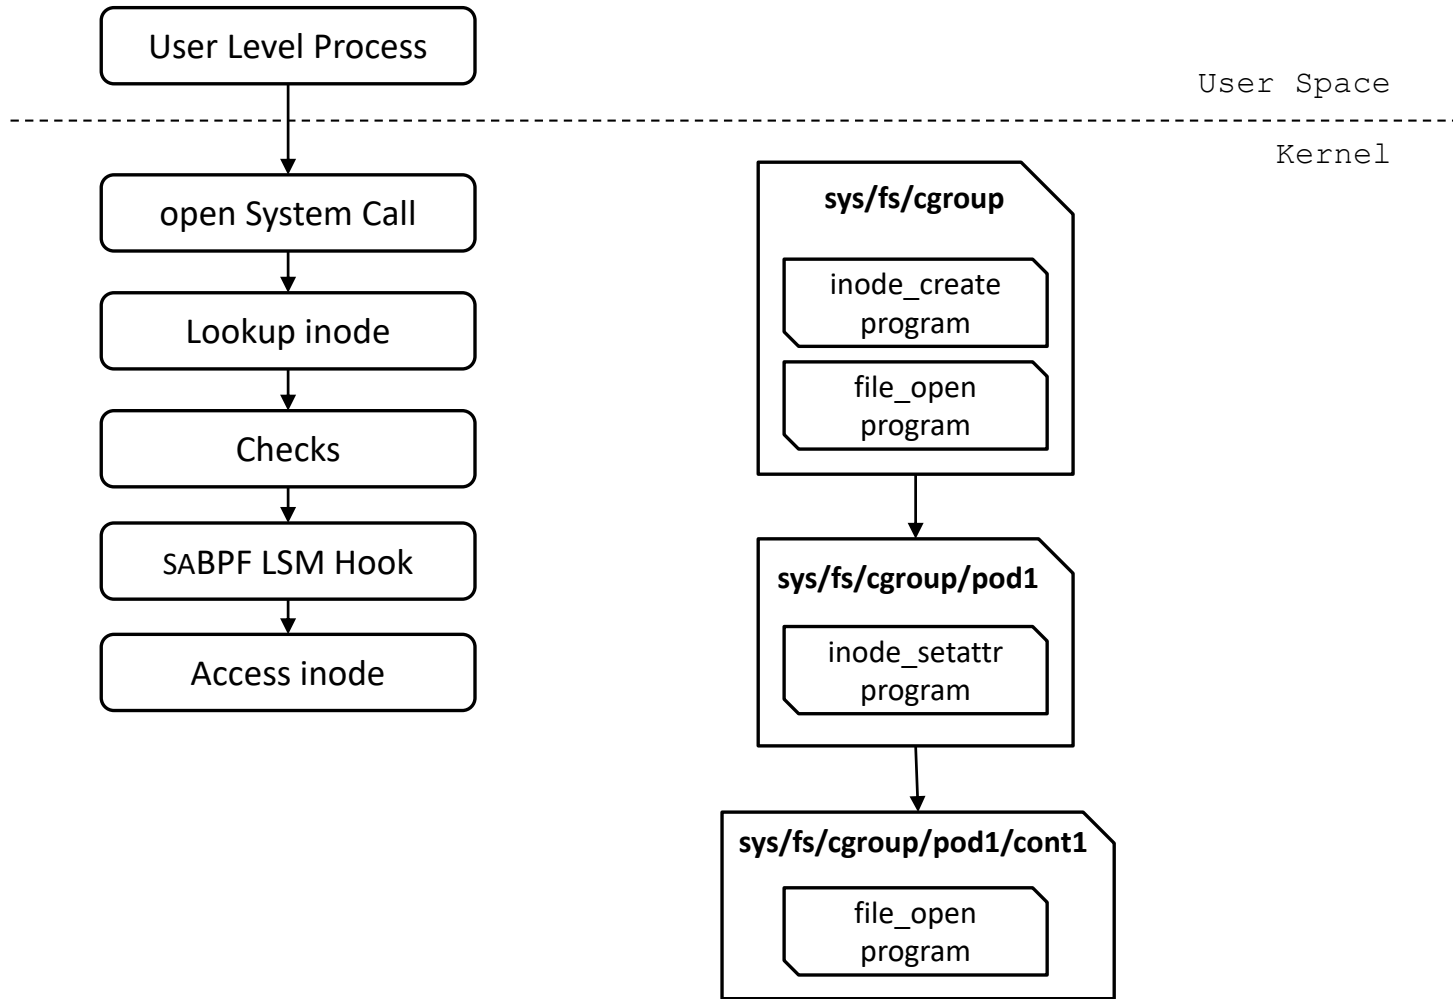 User Level Process
User Space
Kernel
open System Call
Lookup inode
Checks
SABPF LSM Hook
Access inode
sys/fs/cgroup
inode_create
program
file_open
program
sys/fs/cgroup/pod1
inode_setattr
program
sys/fs/cgroup/pod1/cont1
file_open
program